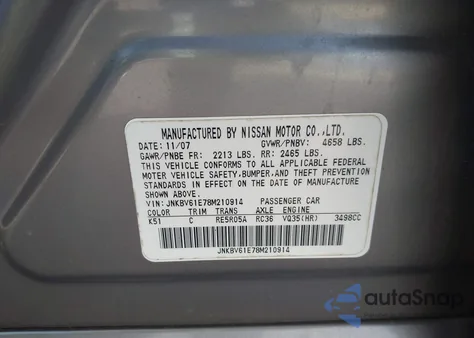 MANUFACTURED BY NISSAN MOTOR CO.,LTD.
DATE: 11/07 GVWR/PNBV: 4658 LBS.
GAWR/PNBE FR: 2213 LBS. RR: 2465 LBS.
THIS VEHICLE CONFORMS TO ALL APPLICABLE FEDERAL
MOTOR VEHICLE SAFETY,BUMPER,AND THEFT PREVENTION
STANDARDS IN EFFECT ON THE DATE OF MANUFACTURE
SHOWN ABOVE.
VIN: JNKBV61E78M210914 PASSENGER CAR
COLOR TRIM TRANS AXLE ENGINE
K51 C RE5R05A RC36 VQ35(HR) 3498CC
JNKBV61E78M210914
autoSnap